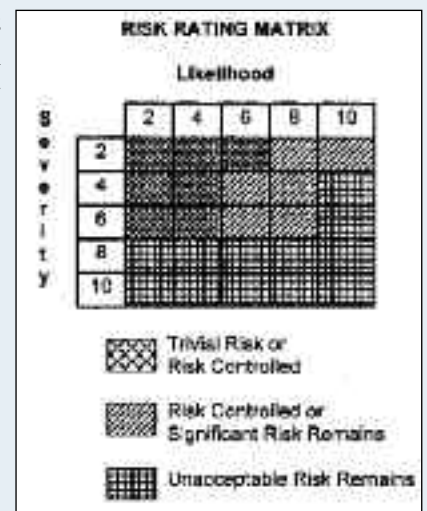 RISK RATING MATRIX
Likelihood
Severity
2 4 6 8 10
2
4
6
8
10
Trivial Risk or
Risk Controlled
Risk Controlled or
Significant Risk Remains
Unacceptable Risk Remains